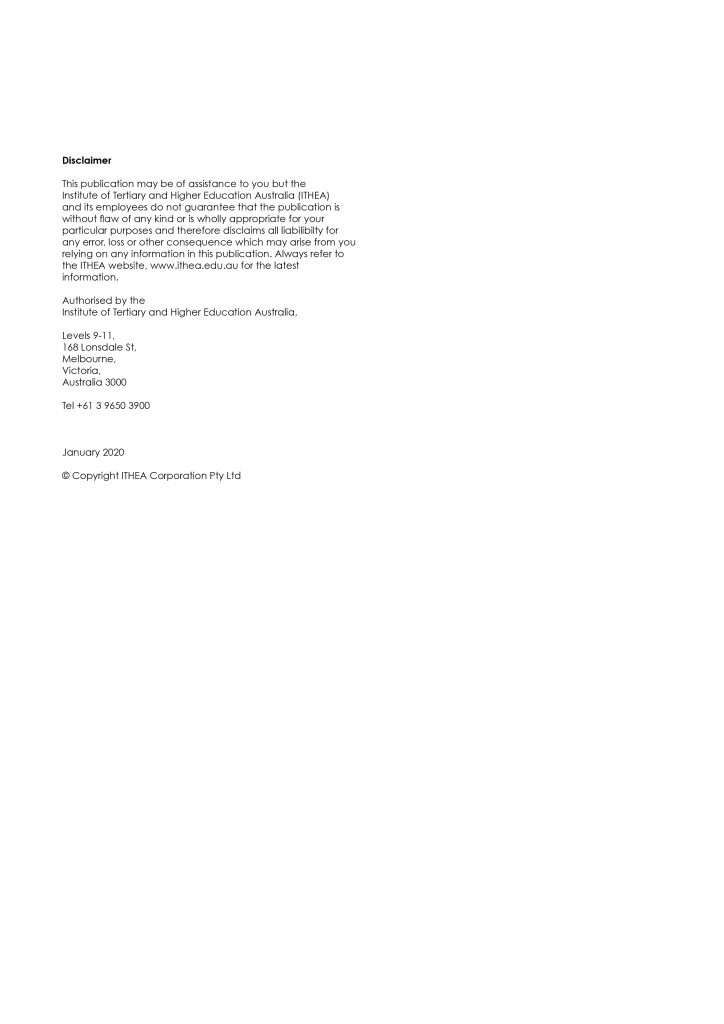 Disclaimer
This publication may be of assistance to you but the
Institute of Tertiary and Higher Education Australia (ITHEA)
and its employees do not guarantee that the publication is
without flaw of any kind or is wholly appropriate for your
particular purposes and therefore disclaims all liabilibilty for
any error, loss or other consequence which may arise from you
relying on any information in this publication. Always refer to
the ITHEA website, www.ithea.edu.au for the latest
information.
Authorised by the
Institute of Tertiary and Higher Education Australia,
Levels 9-11,
168 Lonsdale St,
Melbourne,
Victoria,
Australia 3000
Tel +61 3 9650 3900
January 2020
© Copyright ITHEA Corporation Pty Ltd